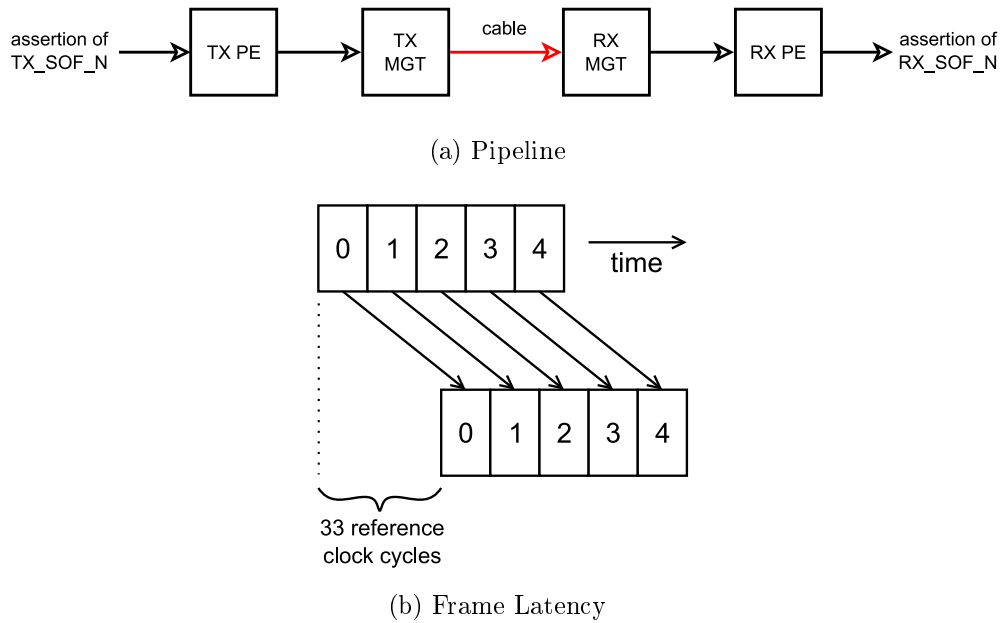 assertion of
TX_SOF_N
TX PE
TX
MGT
cable
RX
MGT
RX PE
assertion of
RX_SOF_N
(a) Pipeline
0 1 2 3 4
time
0 1 2 3 4
33 reference
clock cycles
(b) Frame Latency